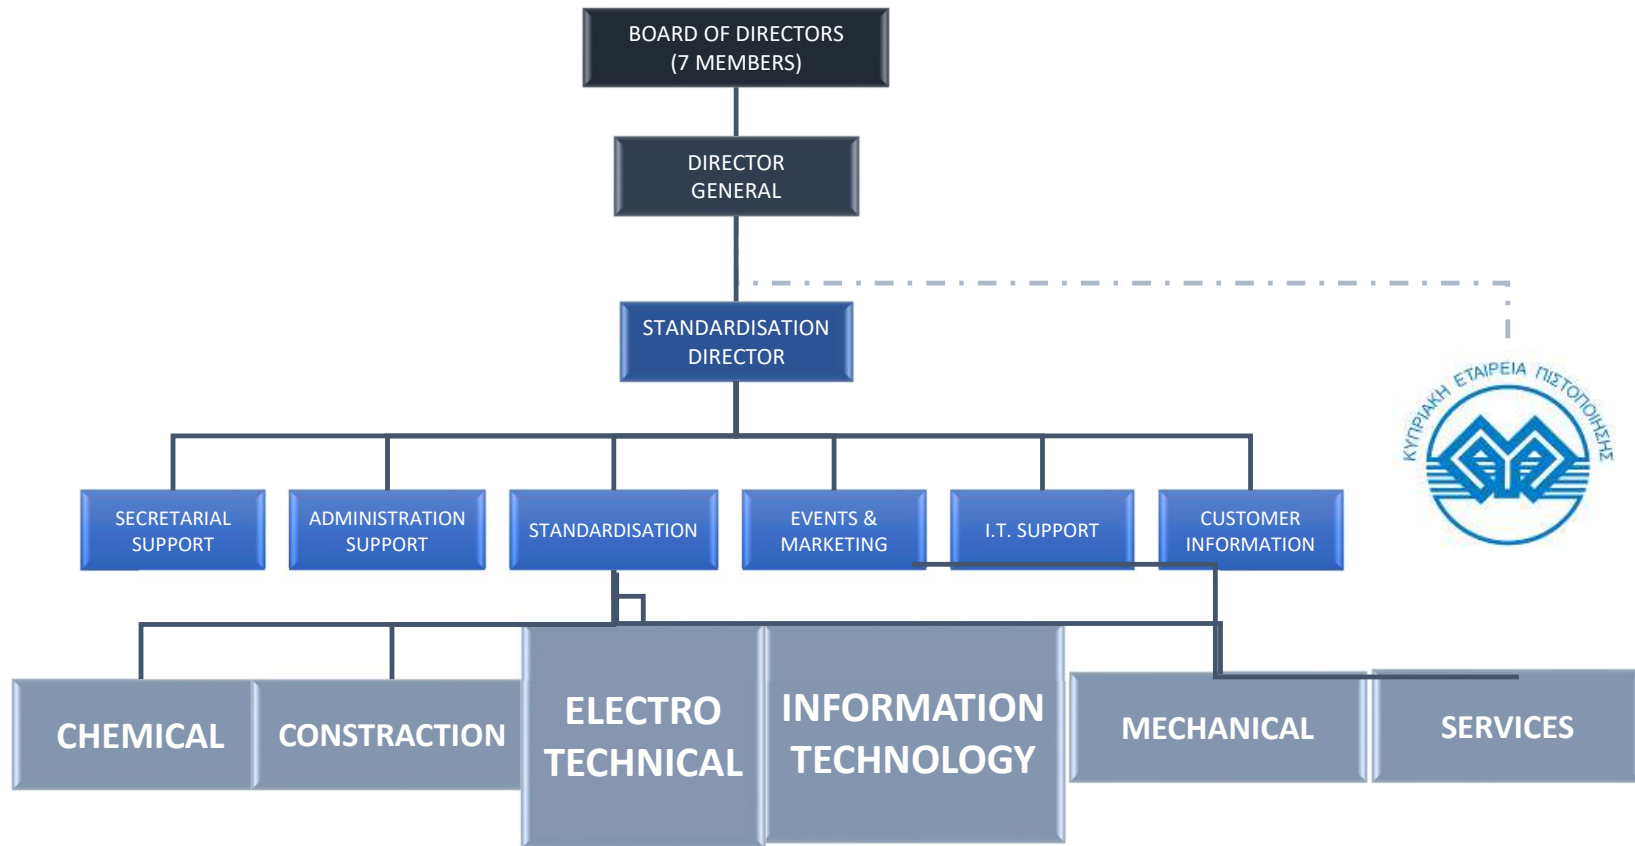 BOARD OF DIRECTORS
(7 MEMBERS)
DIRECTOR
GENERAL
STANDARDISATION
DIRECTOR
ΚΥΠΡΙΑΚΗ ΕΤΑΙΡΕΙΑ ΠΙΣΤΟΠΟΙΗΣΗΣ
SECRETARIAL
SUPPORT
ADMINISTRATION
SUPPORT
STANDARDISATION
EVENTS &
MARKETING
I.T. SUPPORT
CUSTOMER
INFORMATION
CHEMICAL
CONSTRACTION
ELECTRO
TECHNICAL
INFORMATION
TECHNOLOGY
MECHANICAL
SERVICES